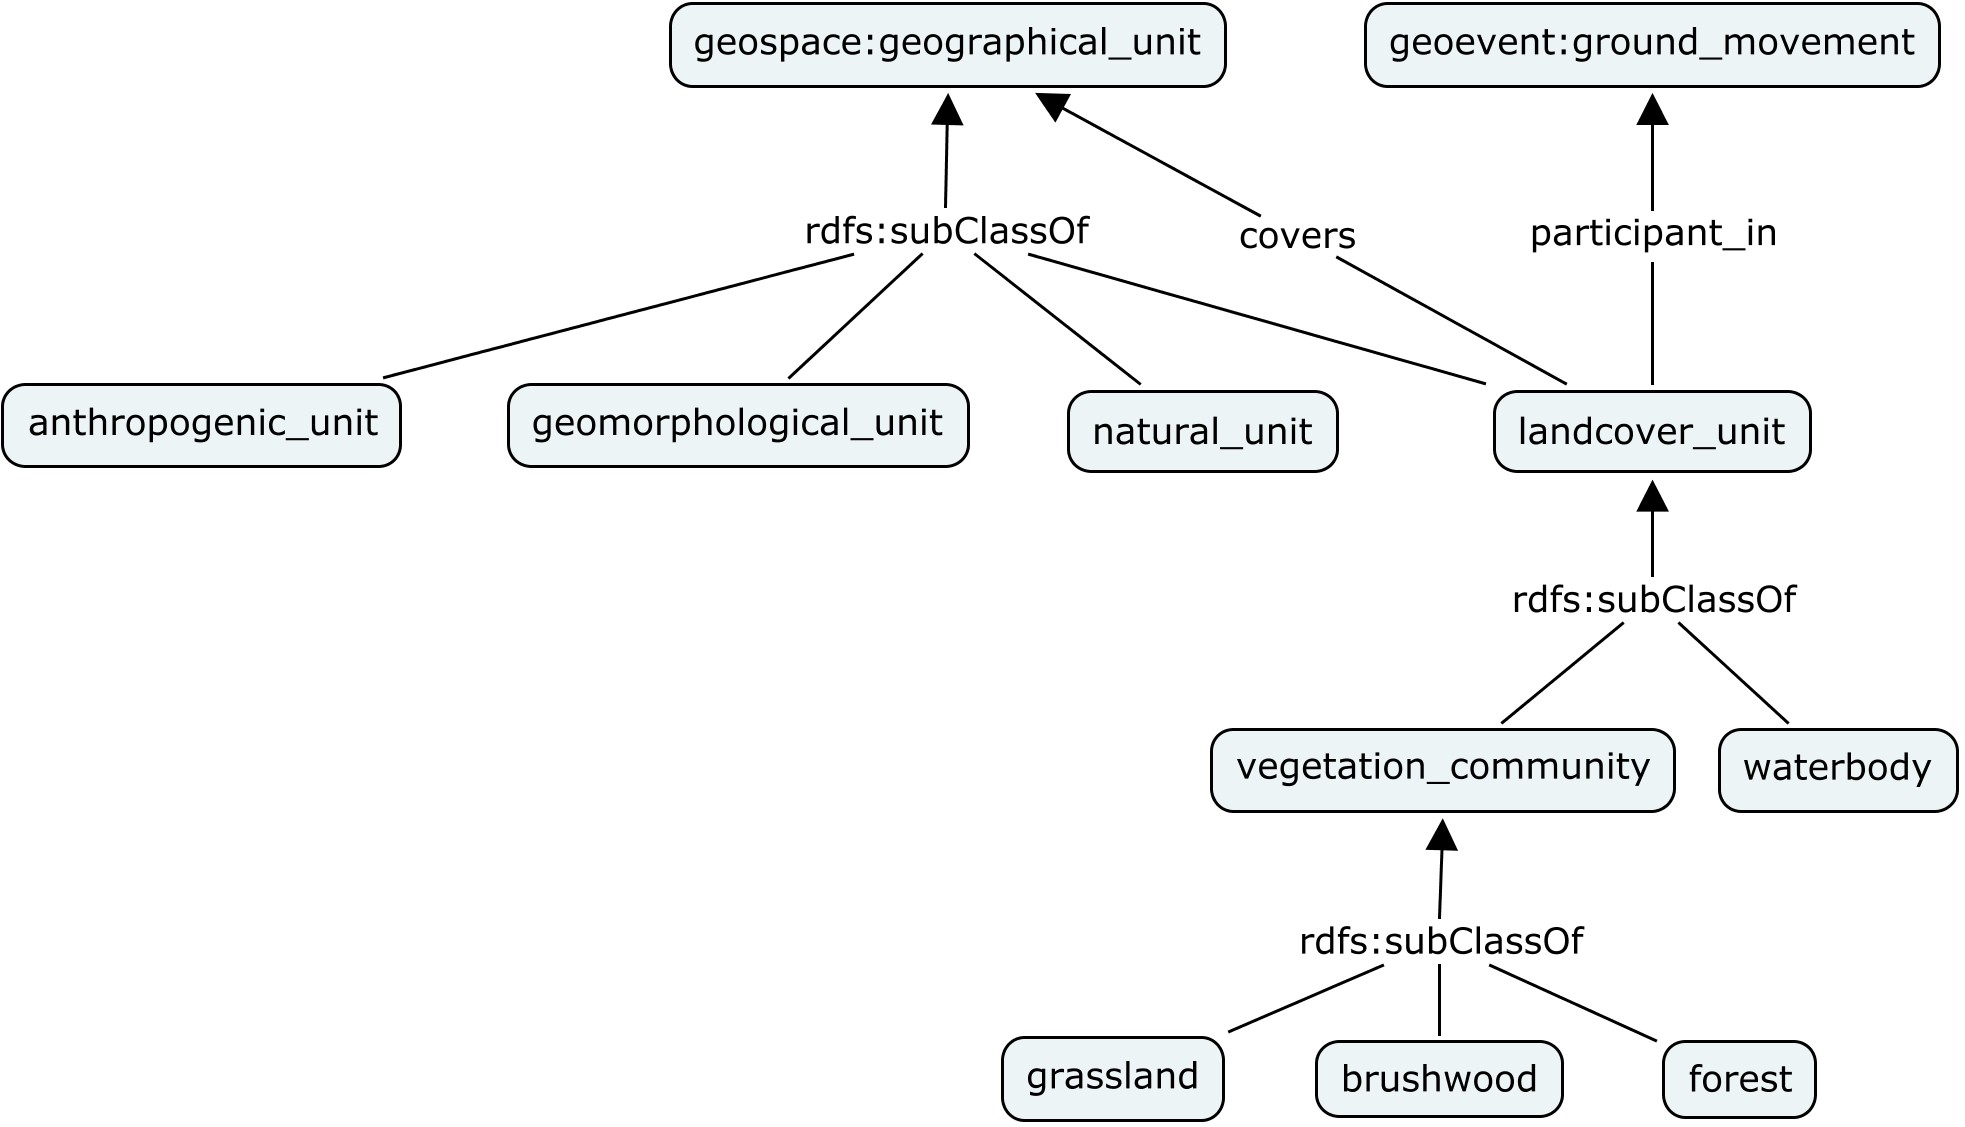 geospace:geographical_unit
geoevent:ground_movement
rdfs:subClassOf
covers
participant_in
anthropogenic_unit
geomorphological_unit
natural_unit
landcover_unit
rdfs:subClassOf
vegetation_community
waterbody
rdfs:subClassOf
grassland
brushwood
forest